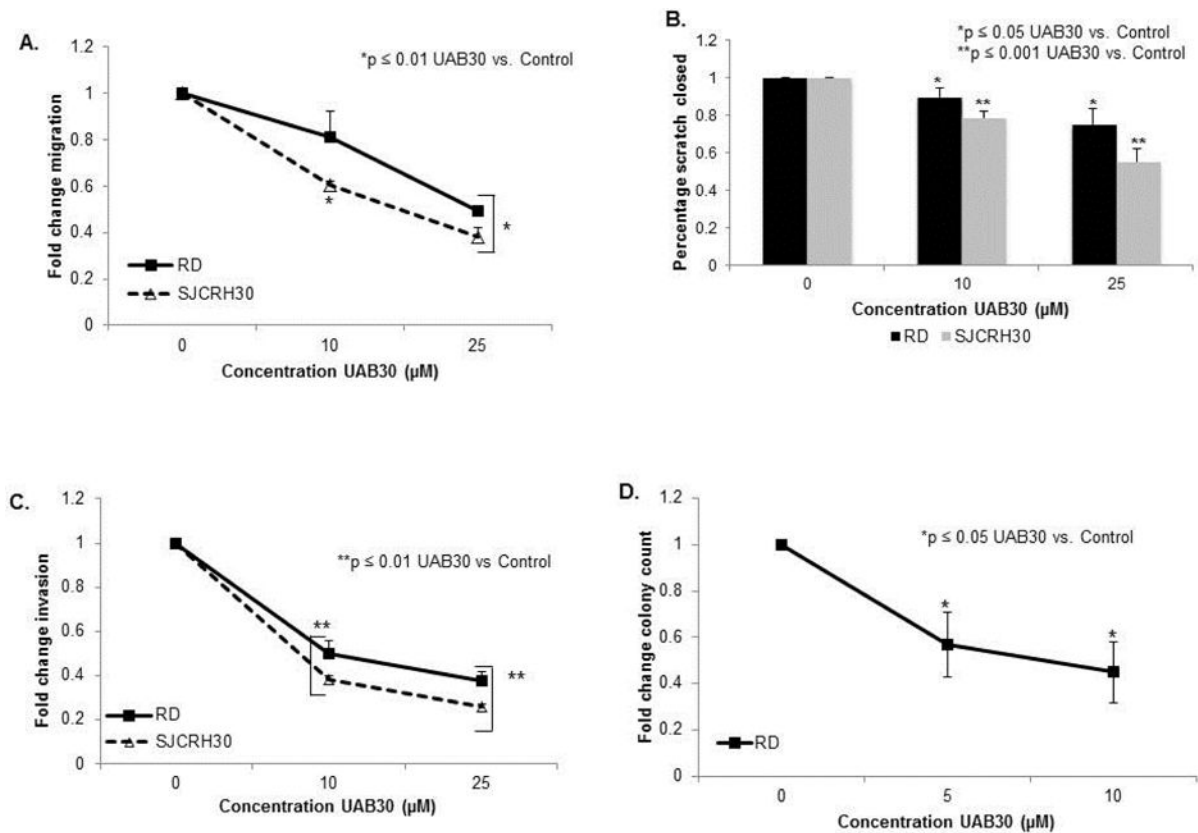 A.
*p ≤ 0.01 UAB30 vs. Control
Fold change migration
1.2
1
0.8
0.6
0.4
0.2
0
*
*
RD
SJCRH30
0 10 25
Concentration UAB30 (µM)
B.
*p ≤ 0.05 UAB30 vs. Control
**p ≤ 0.001 UAB30 vs. Control
Percentage scratch closed
1.2
1
0.8
0.6
0.4
0.2
0
* ** * **
0 10 25
Concentration UAB30 (µM)
RD SJCRH30
C.
**p ≤ 0.01 UAB30 vs Control
Fold change invasion
1.2
1
0.8
0.6
0.4
0.2
0
**
**
RD
SJCRH30
0 10 25
Concentration UAB30 (µM)
D.
*p ≤ 0.05 UAB30 vs. Control
Fold change colony count
1.2
1
0.8
0.6
0.4
0.2
0
*
*
RD
0 5 10
Concentration UAB30 (µM)